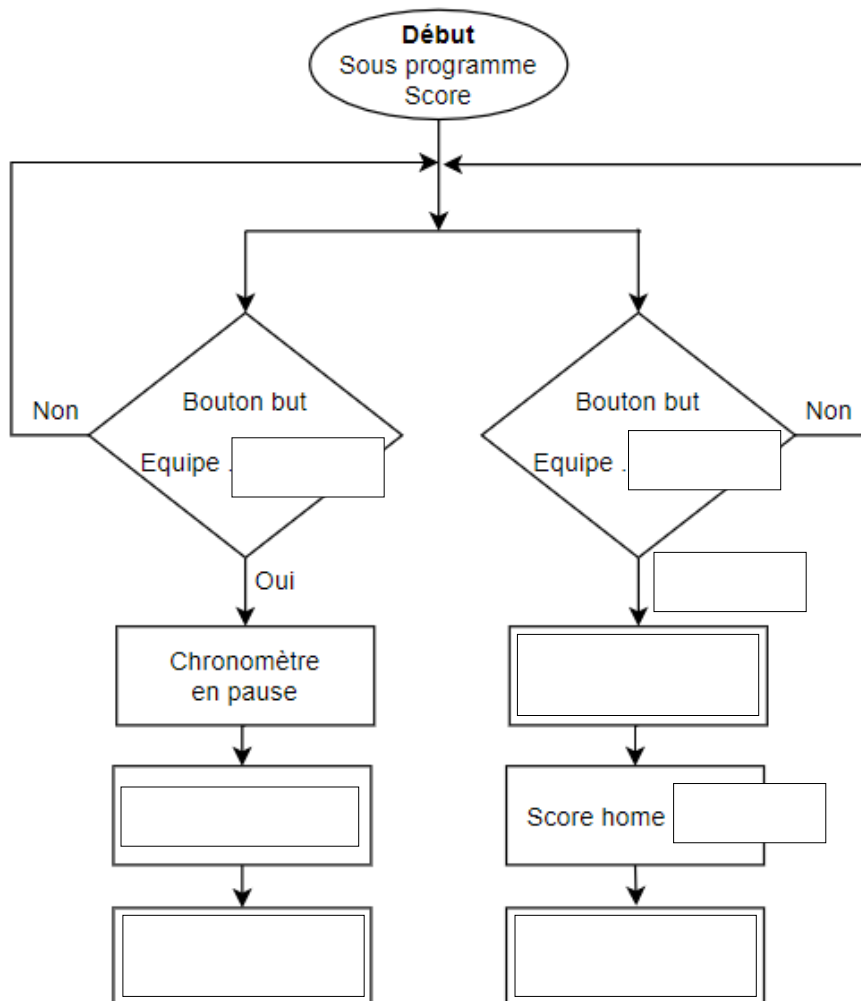 Début
Sous programme
Score
Non
Bouton but
Equipe .
Bouton but
Equipe .
Non
Oui
Chronomètre
en pause
Score home